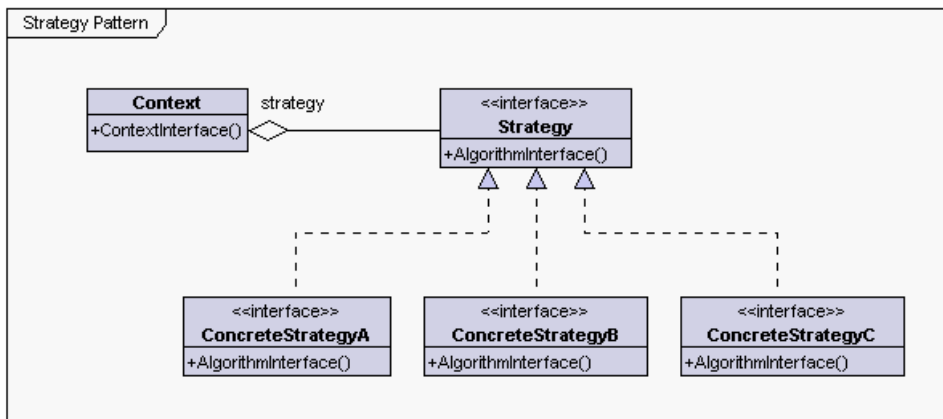 Strategy Pattern
Context
+ContextInterface()
strategy
<<interface>>
Strategy
+AlgorithmInterface()
<<interface>>
ConcreteStrategyA
+AlgorithmInterface()
<<interface>>
ConcreteStrategyB
+AlgorithmInterface()
<<interface>>
ConcreteStrategyC
+AlgorithmInterface()